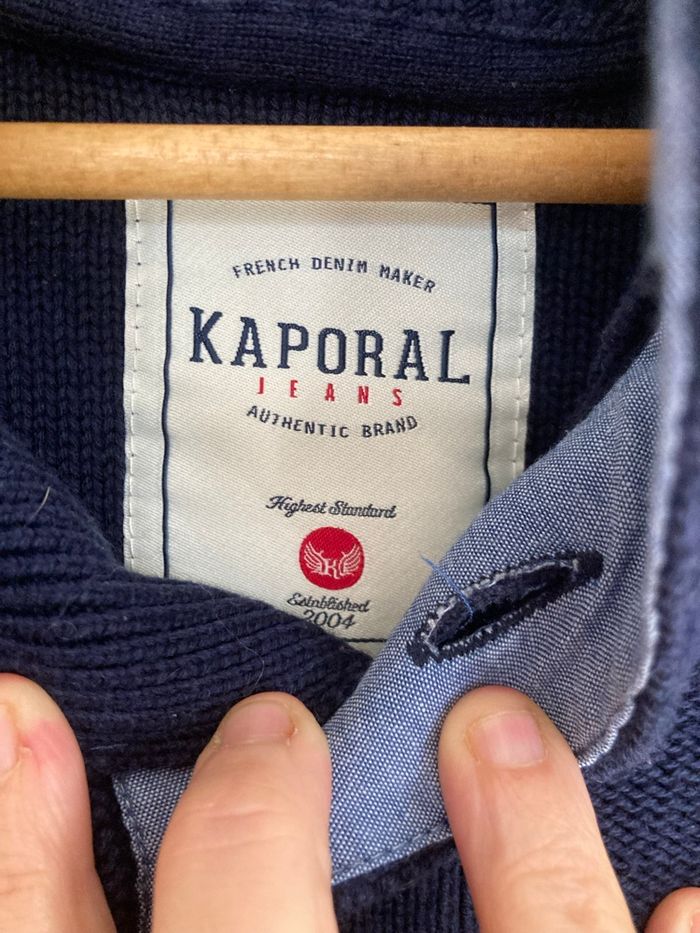 FRENCH DENIM MAKER
KAPORAL
JEANS
AUTHENTIC BRAND
Highest Standard
K
Established
2004